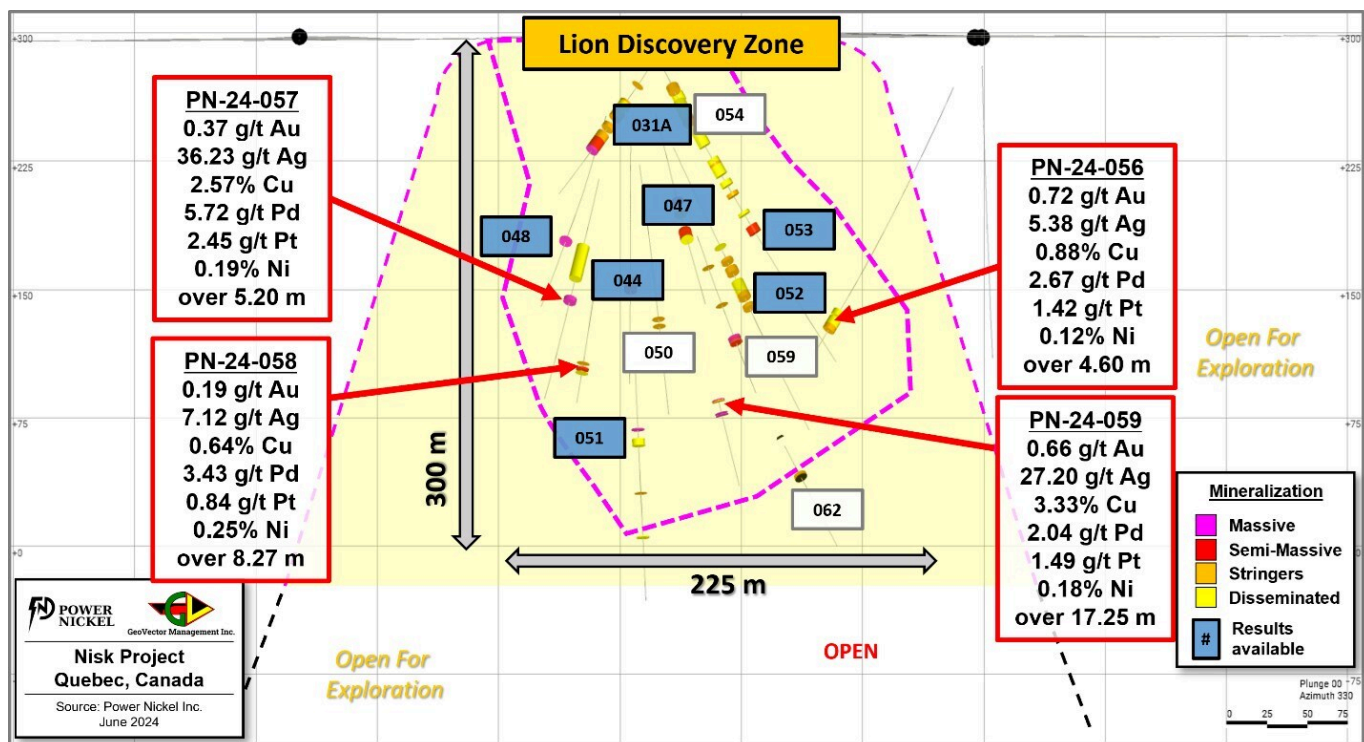 Lion Discovery Zone
+300
+300
PN-24-057
0.37 g/t Au
36.23 g/t Ag
2.57% Cu
5.72 g/t Pd
2.45 g/t Pt
0.19% Ni
over 5.20 m
054
031A
+225
+225
PN-24-056
0.72 g/t Au
5.38 g/t Ag
0.88% Cu
2.67 g/t Pd
1.42 g/t Pt
0.12% Ni
over 4.60 m
047
048
053
044
052
+150
+150
050
059
Open For
Exploration
PN-24-058
0.19 g/t Au
7.12 g/t Ag
0.64% Cu
3.43 g/t Pd
0.84 g/t Pt
0.25% Ni
over 8.27 m
+75
+75
PN-24-059
0.66 g/t Au
27.20 g/t Ag
3.33% Cu
2.04 g/t Pd
1.49 g/t Pt
0.18% Ni
over 17.25 m
051
300 m
062
+0
225 m
Mineralization
Massive
Semi-Massive
Stringers
Disseminated
# Results
available
POWER
NICKEL
GeoVector Management Inc.
Nisk Project
Quebec, Canada
Source: Power Nickel Inc.
June 2024
Open For
Exploration
OPEN
Plunge 00
Azimuth 330
0 25 50 75